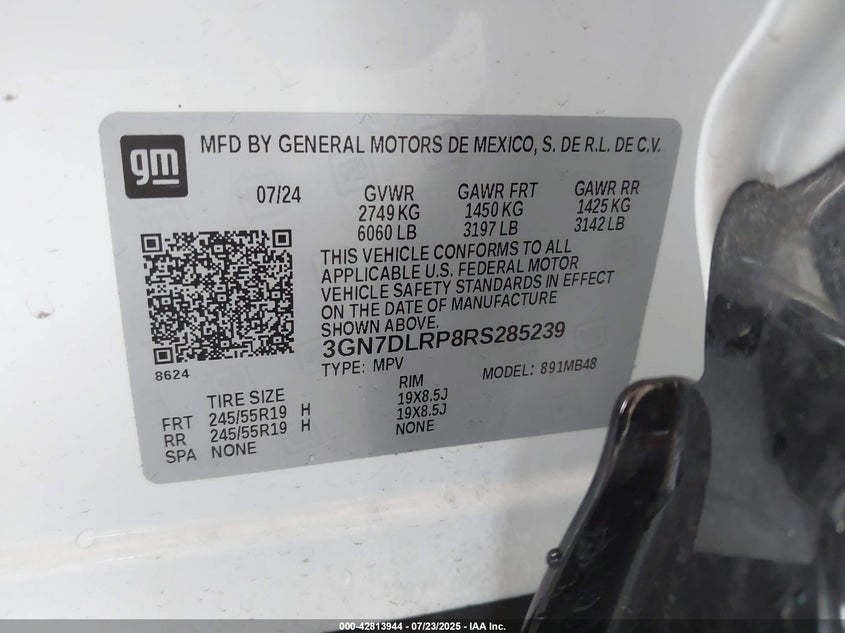 gm
MFD BY GENERAL MOTORS DE MEXICO, S. DE R.L. DE C.V.
07/24 GVWR GAWR FRT GAWR RR
2749 KG 1450 KG 1425 KG
6060 LB 3197 LB 3142 LB
THIS VEHICLE CONFORMS TO ALL
APPLICABLE U.S. FEDERAL MOTOR
VEHICLE SAFETY STANDARDS IN EFFECT
ON THE DATE OF MANUFACTURE
SHOWN ABOVE.
3GN7DLRP8RS285239
8624 TYPE: MPV MODEL: 891MB48
TIRE SIZE RIM
FRT 245/55R19 H 19X8.5J
RR 245/55R19 H 19X8.5J
SPA NONE NONE
000-42813944 - 07/23/2025 - IAA Inc.